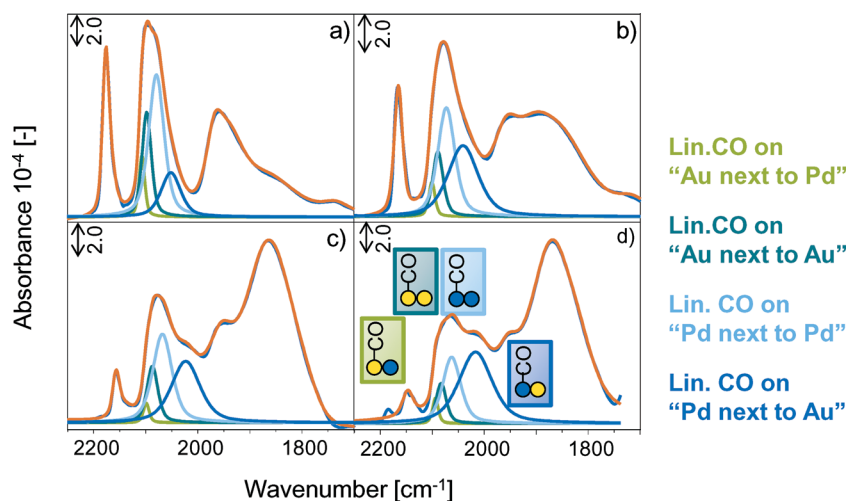 2.0
a)
2.0
b)
2.0
c)
2.0
d)
CO
CO
CO
CO
Absorbance 10⁻⁴ [-]
2200
2000
1800
2200
2000
1800
Wavenumber [cm⁻¹]
Lin.CO on
“Au next to Pd”
Lin.CO on
“Au next to Au”
Lin. CO on
“Pd next to Pd”
Lin. CO on
“Pd next to Au”